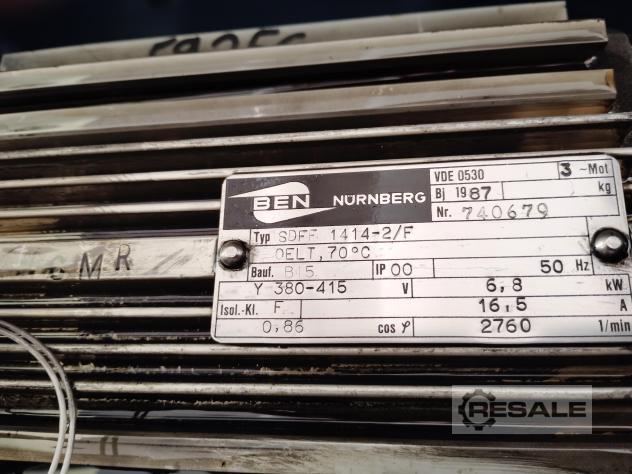 59256
MR
BEN NÜRNBERG
VDE 0530 3 ~Mot
Bj 1987 kg
Nr. 740679
Typ SDFF 1414-2/F
OELT,70°C
Bauf. B15 IP 00 50 Hz
Y 380-415 V 6,8 kW
Isol.-Kl. F 16,5 A
0,86 cos φ 2760 1/min
RESALE